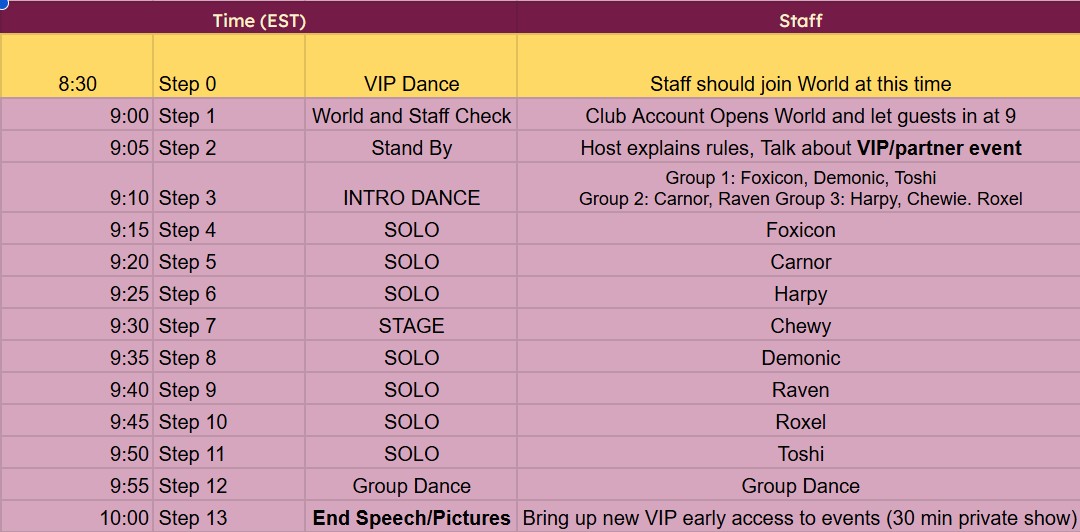 Time (EST) Staff
8:30 Step 0 VIP Dance Staff should join World at this time
9:00 Step 1 World and Staff Check Club Account Opens World and let guests in at 9
9:05 Step 2 Stand By Host explains rules, Talk about VIP/partner event
Group 1: Foxicon, Demonic, Toshi
9:10 Step 3 INTRO DANCE Group 2: Carnor, Raven Group 3: Harpy, Chewie. Roxel
9:15 Step 4 SOLO Foxicon
9:20 Step 5 SOLO Carnor
9:25 Step 6 SOLO Harpy
9:30 Step 7 STAGE Chewy
9:35 Step 8 SOLO Demonic
9:40 Step 9 SOLO Raven
9:45 Step 10 SOLO Roxel
9:50 Step 11 SOLO Toshi
9:55 Step 12 Group Dance Group Dance
10:00 Step 13 End Speech/Pictures Bring up new VIP early access to events (30 min private show)